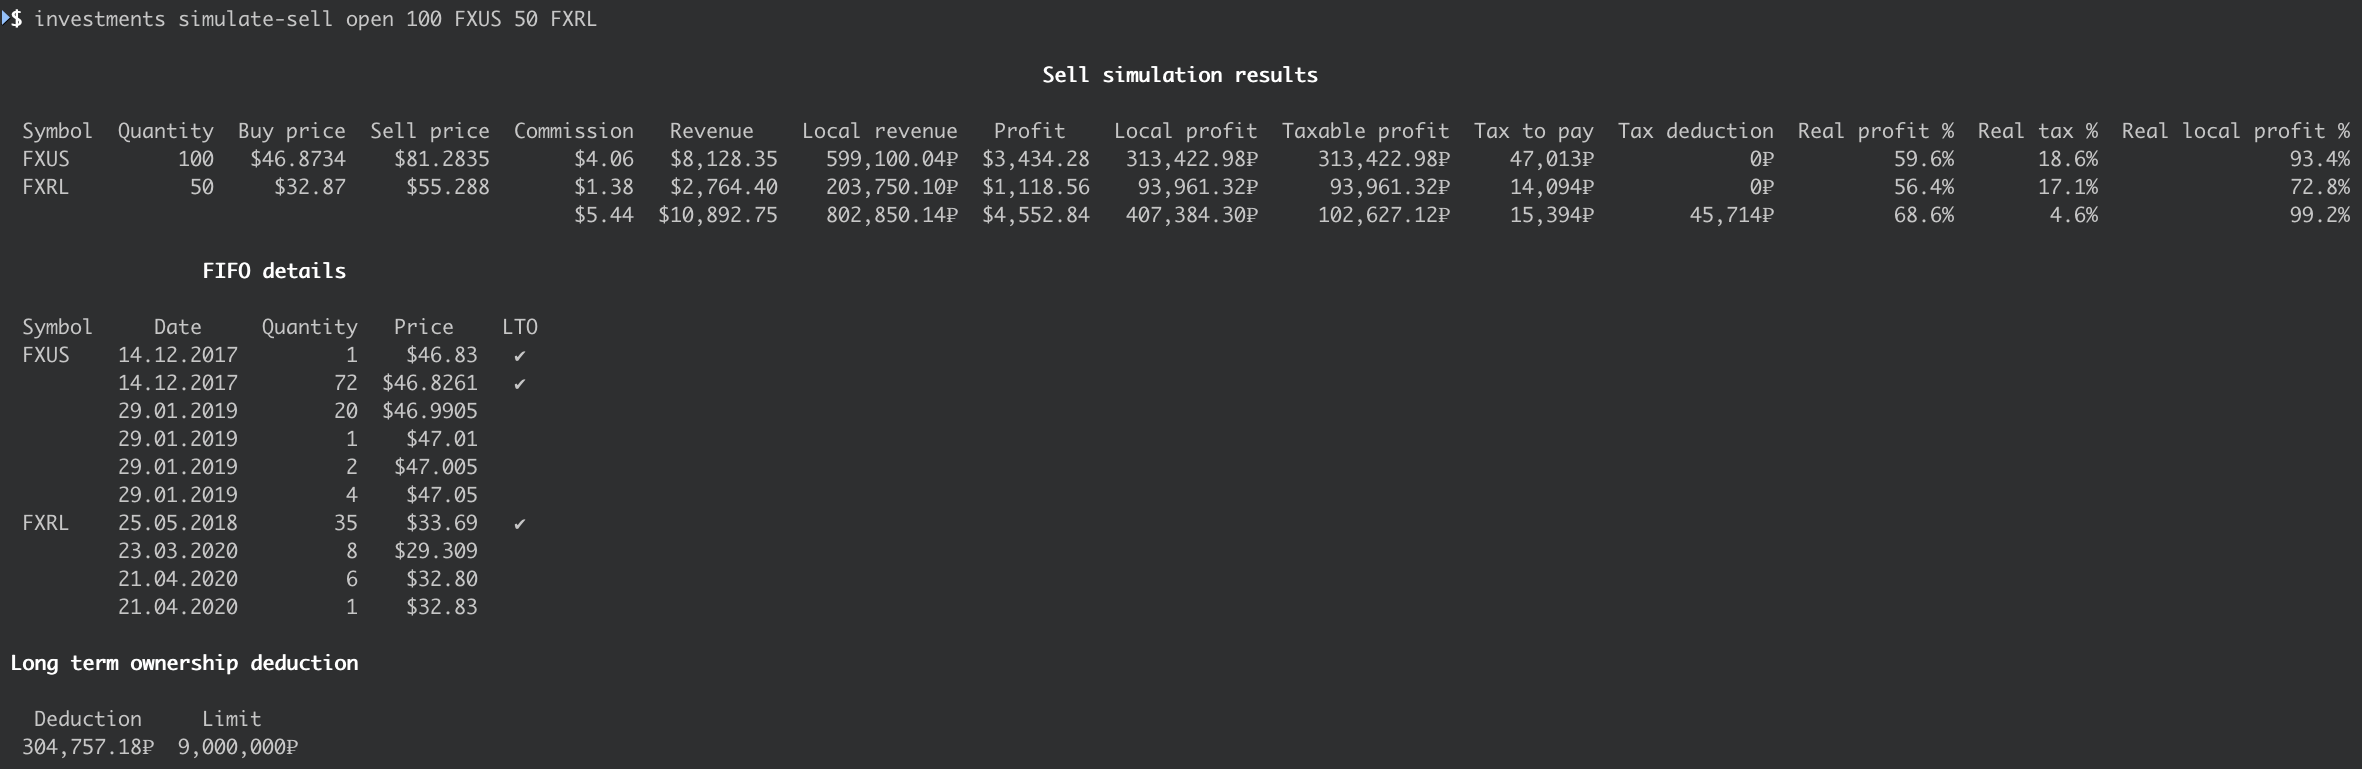 $ investments simulate-sell open 100 FXUS 50 FXRL
Sell simulation results
Symbol Quantity Buy price Sell price Commission Revenue Local revenue Profit Local profit Taxable profit Tax to pay Tax deduction Real profit % Real tax % Real local profit %
FXUS 100 $46.8734 $81.2835 $4.06 $8,128.35 599,100.04₽ $3,434.28 313,422.98₽ 313,422.98₽ 47,013₽ 0₽ 59.6% 18.6% 93.4%
FXRL 50 $32.87 $55.288 $1.38 $2,764.40 203,750.10₽ $1,118.56 93,961.32₽ 93,961.32₽ 14,094₽ 0₽ 56.4% 17.1% 72.8%
$5.44 $10,892.75 802,850.14₽ $4,552.84 407,384.30₽ 102,627.12₽ 15,394₽ 45,714₽ 68.6% 4.6% 99.2%
FIFO details
Symbol Date Quantity Price LTO
FXUS 14.12.2017 1 $46.83 ✔
14.12.2017 72 $46.8261 ✔
29.01.2019 20 $46.9905
29.01.2019 1 $47.01
29.01.2019 2 $47.005
29.01.2019 4 $47.05
FXRL 25.05.2018 35 $33.69 ✔
23.03.2020 8 $29.309
21.04.2020 6 $32.80
21.04.2020 1 $32.83
Long term ownership deduction
Deduction Limit
304,757.18₽ 9,000,000₽